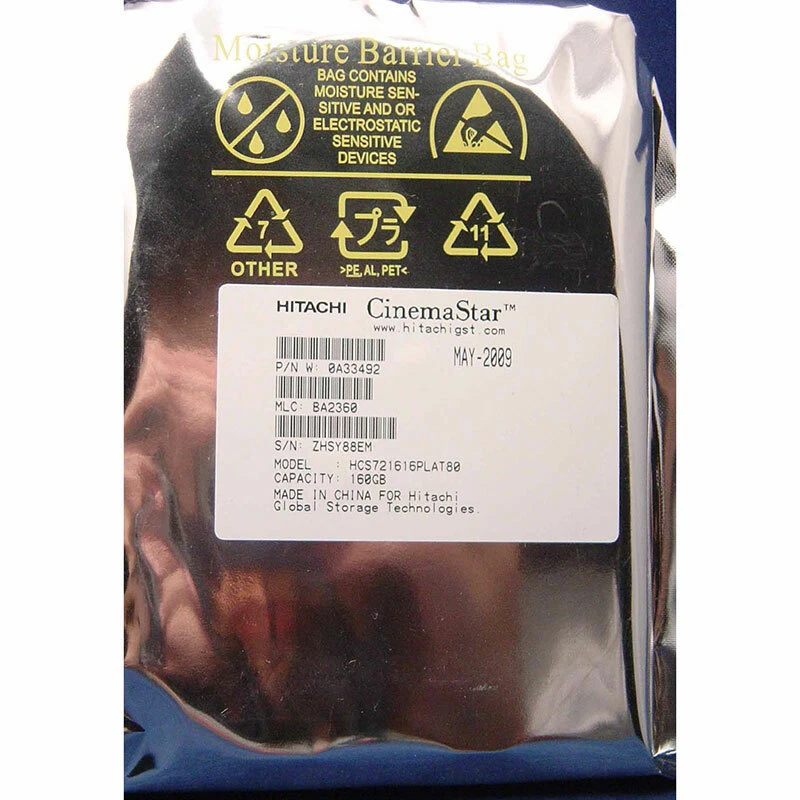 Moisture Barrier Bag
BAG CONTAINS
MOISTURE SEN-
SITIVE AND OR
ELECTROSTATIC
SENSITIVE
DEVICES
7
プラ
11
OTHER
>PE, AL, PET<
HITACHI CinemaStar™
www.hitachigst.com
MAY-2009
P/N W: 0A33492
MLC: BA2360
S/N: ZHSY88EM
MODEL : HCS721616PLAT80
CAPACITY: 160GB
MADE IN CHINA FOR Hitachi
Global Storage Technologies.